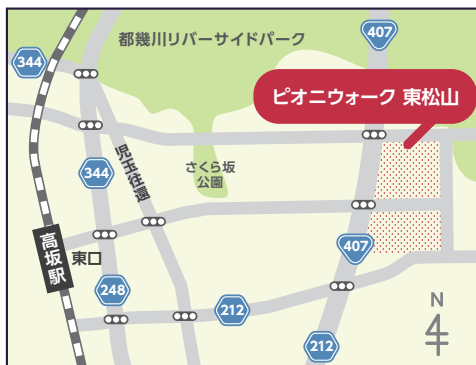 都幾川リバーサイドパーク
407
344
ピオニウォーク 東松山
児玉往還
さくら坂
公園
344
高坂駅
東口
407
248
212
212
N